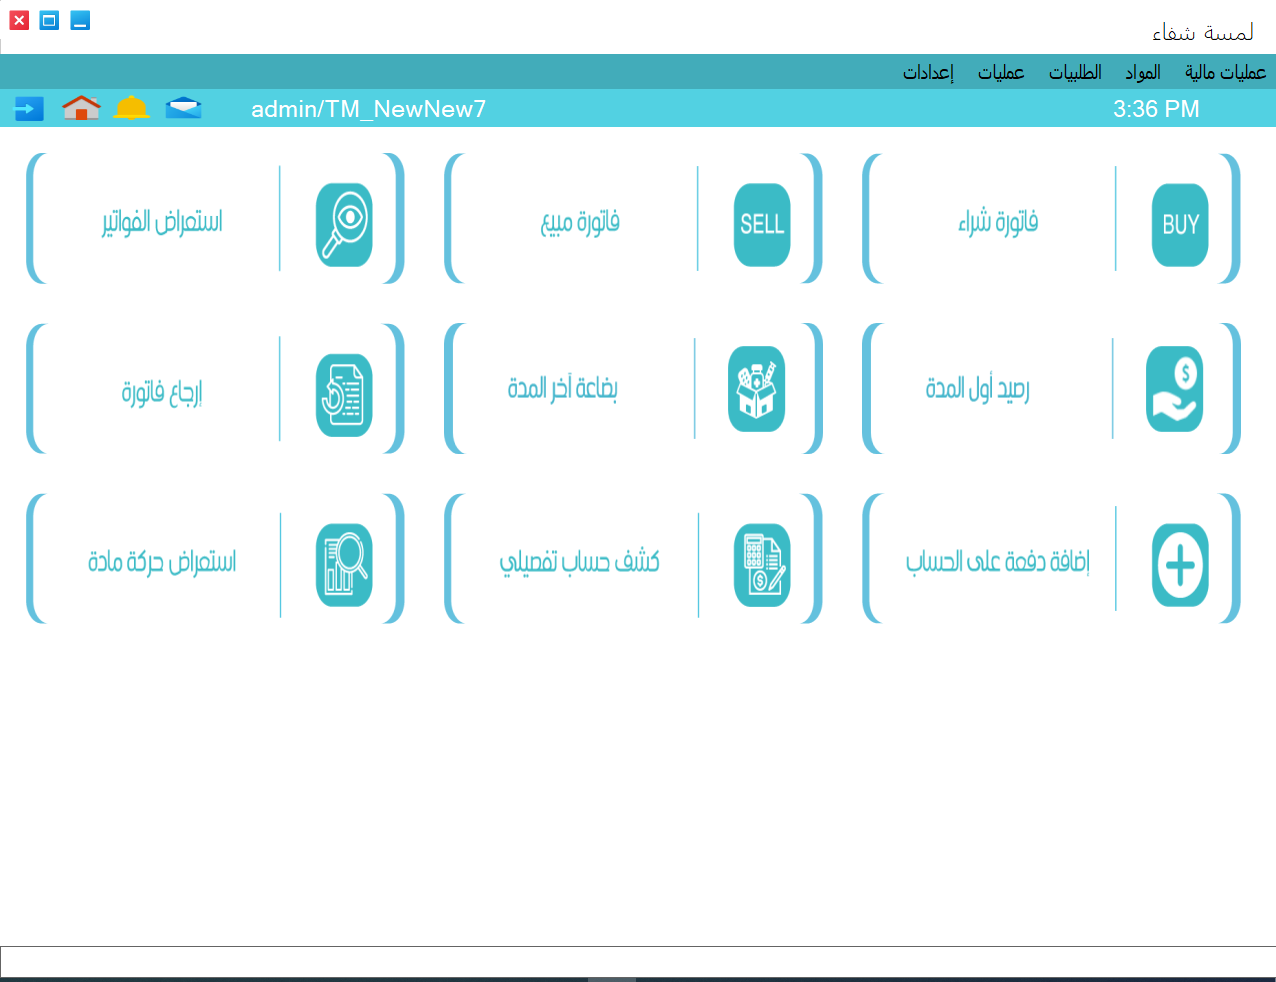 لمسة شفاء
عمليات مالية المواد الطلبيات عمليات إعدادات
admin/TM_NewNew7 3:36 PM
BUY فاتورة شراء
SELL فاتورة مبيع
استعراض الفواتير
رصيد أول المدة
بضاعة آخر المدة
إرجاع فاتورة
إضافة دفعة على الحساب
كشف حساب تفصيلي
استعراض حركة مادة